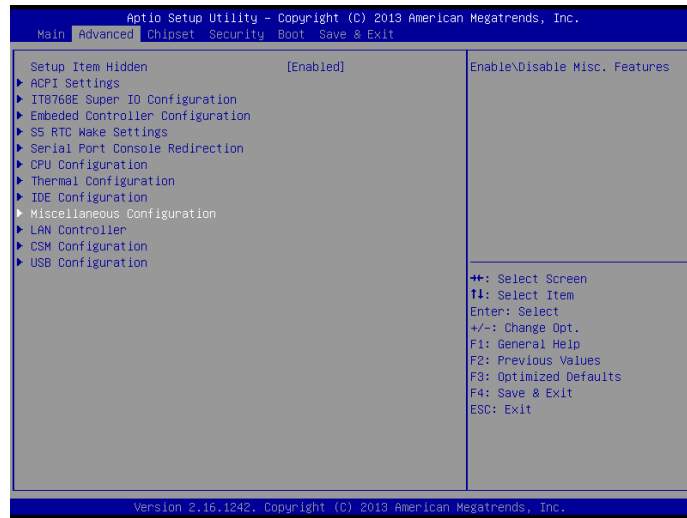 Aptio Setup Utility – Copyright (C) 2013 American Megatrends, Inc.
Main Advanced Chipset Security Boot Save & Exit
Setup Item Hidden [Enabled]
ACPI Settings
IT8768E Super IO Configuration
Embeded Controller Configuration
S5 RTC Wake Settings
Serial Port Console Redirection
CPU Configuration
Thermal Configuration
IDE Configuration
Miscellaneous Configuration
LAN Controller
CSM Configuration
USB Configuration
Enable\Disable Misc. Features
→←: Select Screen
↑↓: Select Item
Enter: Select
+/-: Change Opt.
F1: General Help
F2: Previous Values
F3: Optimized Defaults
F4: Save & Exit
ESC: Exit
Version 2.16.1242. Copyright (C) 2013 American Megatrends, Inc.